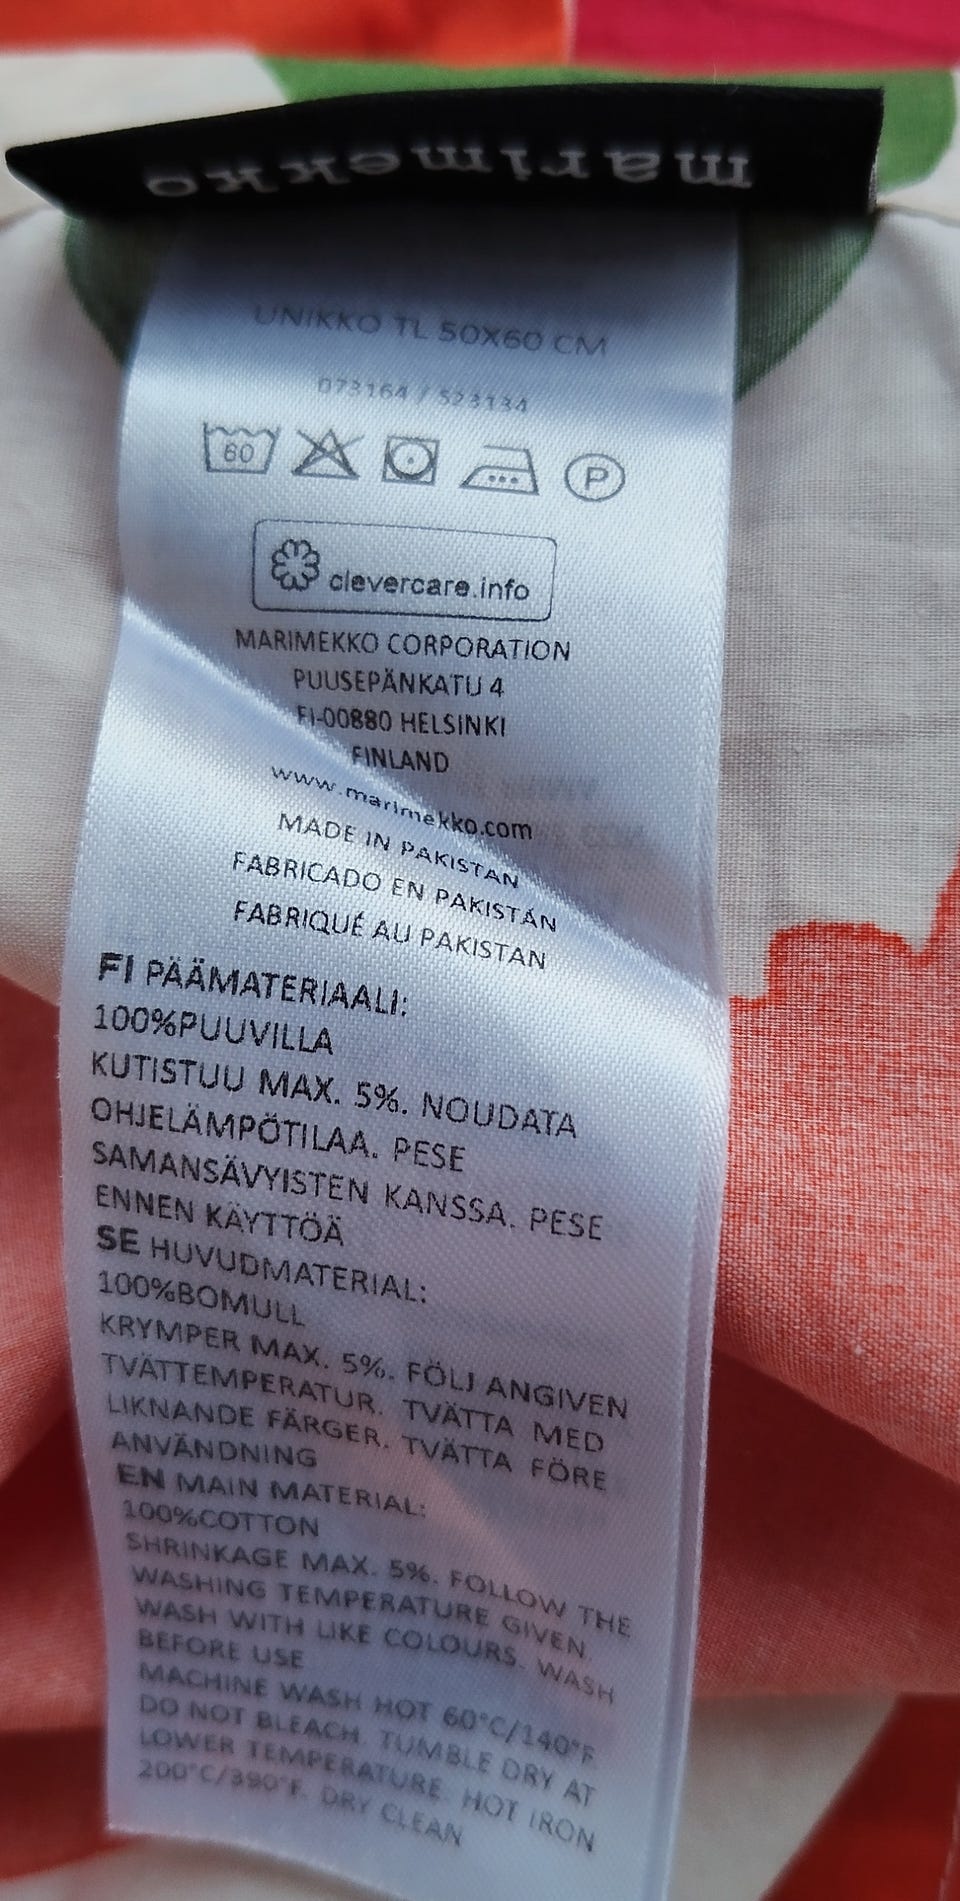 marimekko
UNIKKO TL 50X60 CM
073164 / 523134
60
P
clevercare.info
MARIMEKKO CORPORATION
PUUSEPÄNKATU 4
FI-00880 HELSINKI
FINLAND
www.marimekko.com
MADE IN PAKISTAN
FABRICADO EN PAKISTÁN
FABRIQUÉ AU PAKISTAN
FI PÄÄMATERIAALI:
100%PUUVILLA
KUTISTUU MAX. 5%. NOUDATA
OHJELÄMPÖTILAA. PESE
SAMANSÄVYISTEN KANSSA. PESE
ENNEN KÄYTTÖÄ
SE HUVUDMATERIAL:
100%BOMULL
KRYMPER MAX. 5%. FÖLJ ANGIVEN
TVÄTTEMPERATUR. TVÄTTA MED
LIKNANDE FÄRGER. TVÄTTA FÖRE
ANVÄNDNING
EN MAIN MATERIAL:
100%COTTON
SHRINKAGE MAX. 5%. FOLLOW THE
WASHING TEMPERATURE GIVEN.
WASH WITH LIKE COLOURS. WASH
BEFORE USE
MACHINE WASH HOT 60°C/140°F.
DO NOT BLEACH. TUMBLE DRY AT
LOWER TEMPERATURE. HOT IRON
200°C/390°F. DRY CLEAN